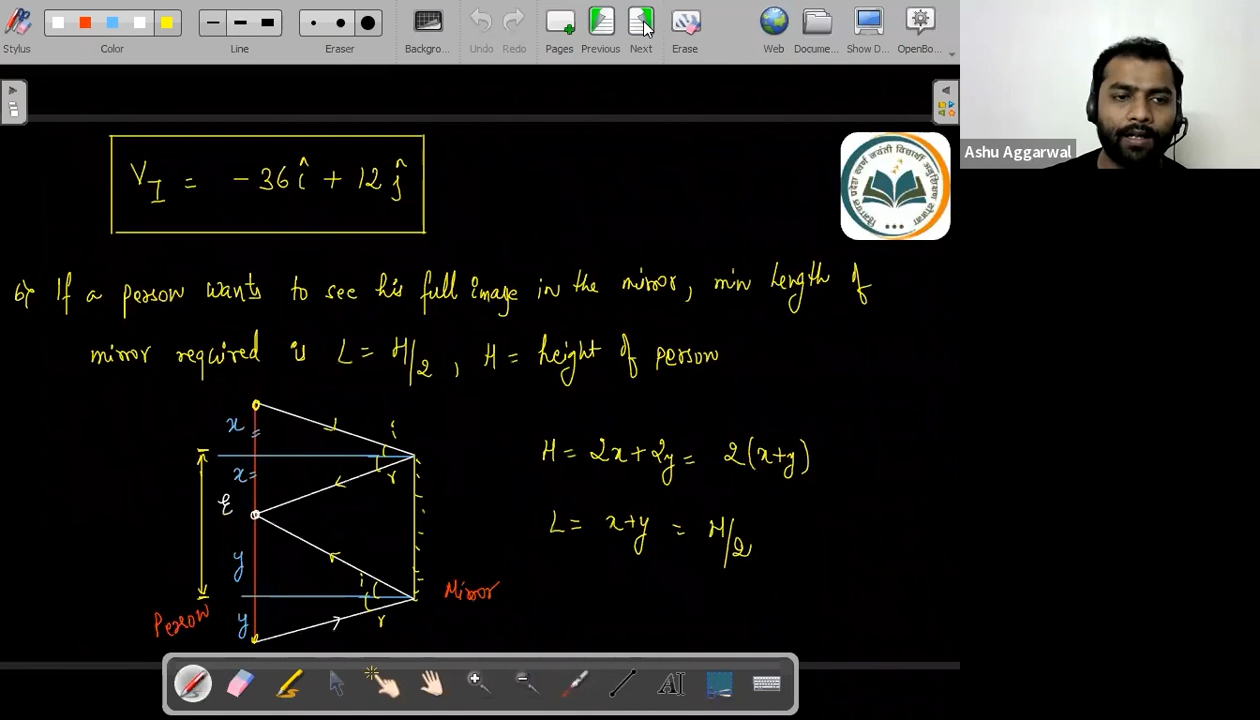 Stylus
Color
Line
Eraser
Backgro...
Undo
Redo
Pages
Previous
Next
Erase
Web
Docume...
Show D...
OpenBo...
Ashu Aggarwal
V_I = - 36 î + 12 ĵ
6) If a person wants to see his full image in the mirror, min length of
mirror required is L = H/2, H = height of person
x
i
x
r
E
y
i
r
y
Person
Mirror
H = 2x + 2y = 2(x+y)
L = x+y = H/2